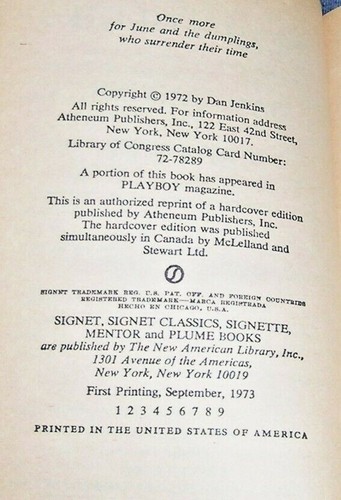 Once more
for June and the dumplings,
who surrender their time
Copyright © 1972 by Dan Jenkins
All rights reserved. For information address
Atheneum Publishers, Inc., 122 East 42nd Street,
New York, New York 10017.
Library of Congress Catalog Card Number:
72-78289
A portion of this book has appeared in
PLAYBOY magazine.
This is an authorized reprint of a hardcover edition
published by Atheneum Publishers, Inc.
The hardcover edition was published
simultaneously in Canada by McLelland and
Stewart Ltd.
S
SIGNET TRADEMARK REG. U.S. PAT. OFF. AND FOREIGN COUNTRIES
REGISTERED TRADEMARK—MARCA REGISTRADA
HECHO EN CHICAGO, U.S.A.
SIGNET, SIGNET CLASSICS, SIGNETTE,
MENTOR and PLUME BOOKS
are published by The New American Library, Inc.,
1301 Avenue of the Americas,
New York, New York 10019
First Printing, September, 1973
1 2 3 4 5 6 7 8 9
PRINTED IN THE UNITED STATES OF AMERICA